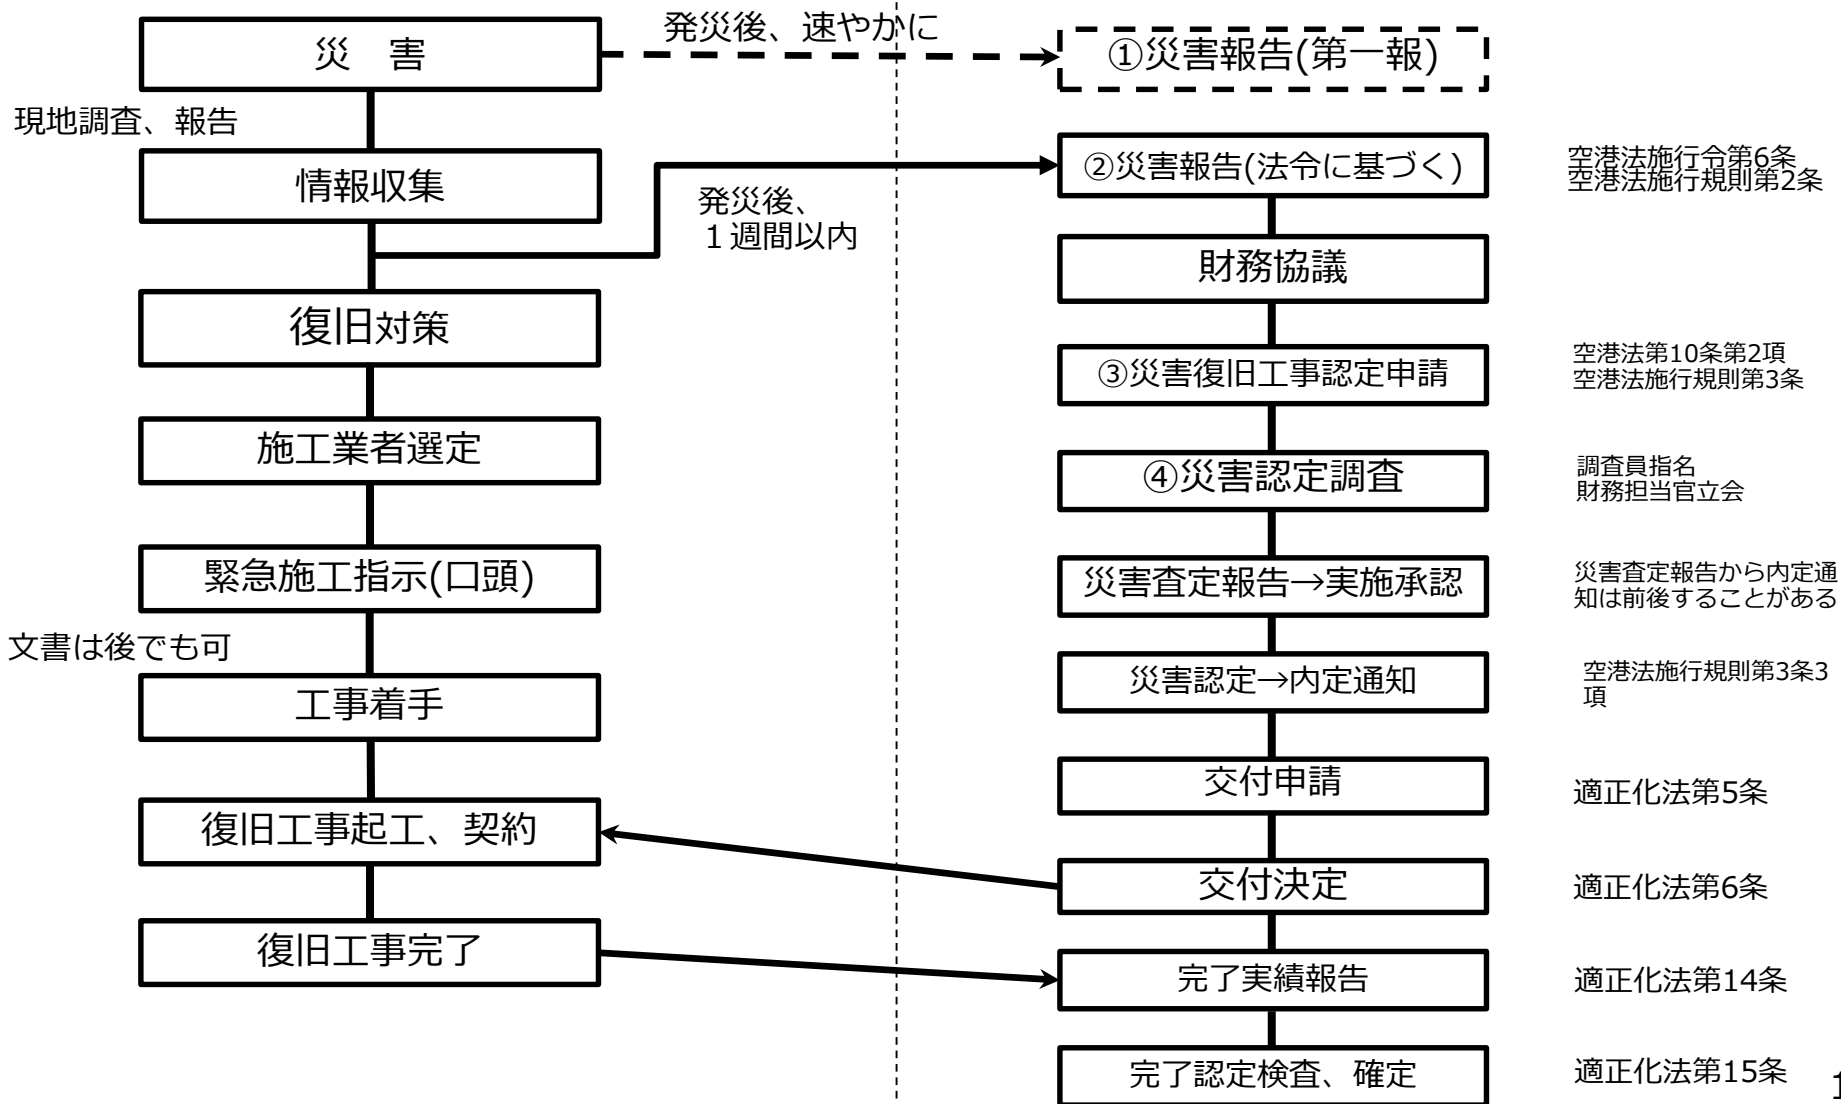 災　害
発災後、速やかに
①災害報告(第一報)
現地調査、報告
情報収集
発災後、
１週間以内
②災害報告(法令に基づく)
空港法施行令第6条
空港法施行規則第2条
財務協議
復旧対策
③災害復旧工事認定申請
空港法第10条第2項
空港法施行規則第3条
施工業者選定
④災害認定調査
調査員指名
財務担当官立会
緊急施工指示(口頭)
災害査定報告→実施承認
災害査定報告から内定通
知は前後することがある
文書は後でも可
工事着手
災害認定→内定通知
空港法施行規則第3条3
項
交付申請
適正化法第5条
復旧工事起工、契約
交付決定
適正化法第6条
復旧工事完了
完了実績報告
適正化法第14条
完了認定検査、確定
適正化法第15条